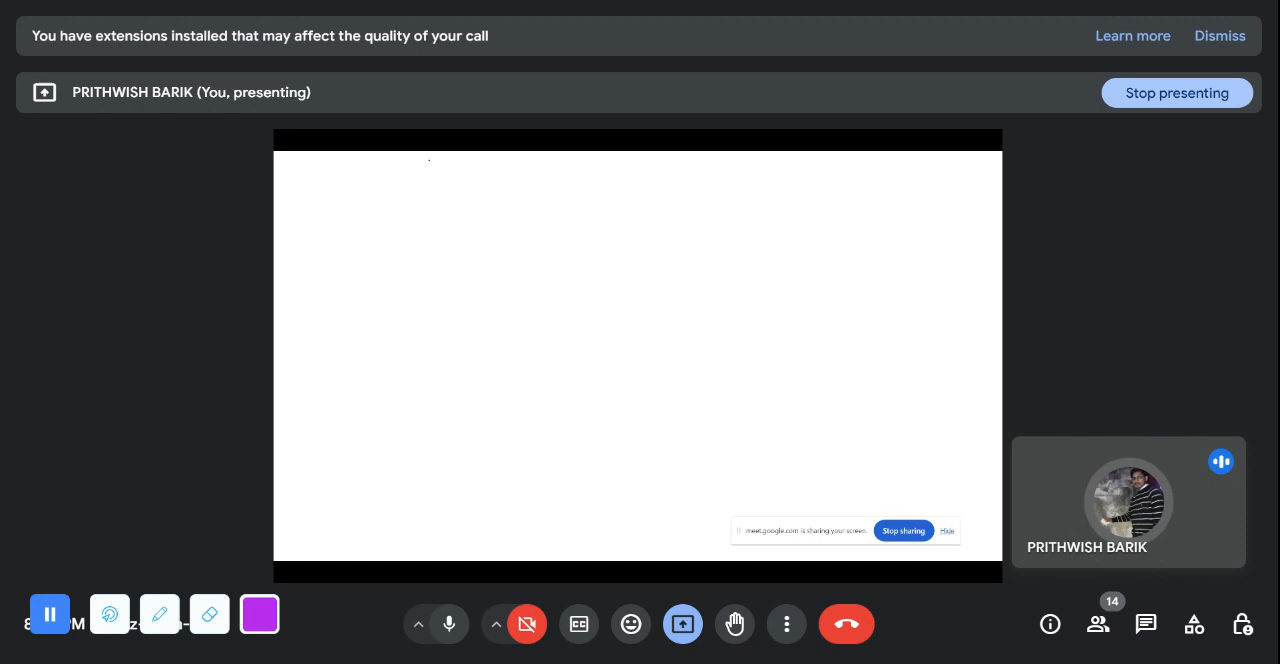 You have extensions installed that may affect the quality of your call
Learn more
Dismiss
PRITHWISH BARIK (You, presenting)
Stop presenting
meet.google.com is sharing your screen.
Stop sharing
Hide
PRITHWISH BARIK
14
CC